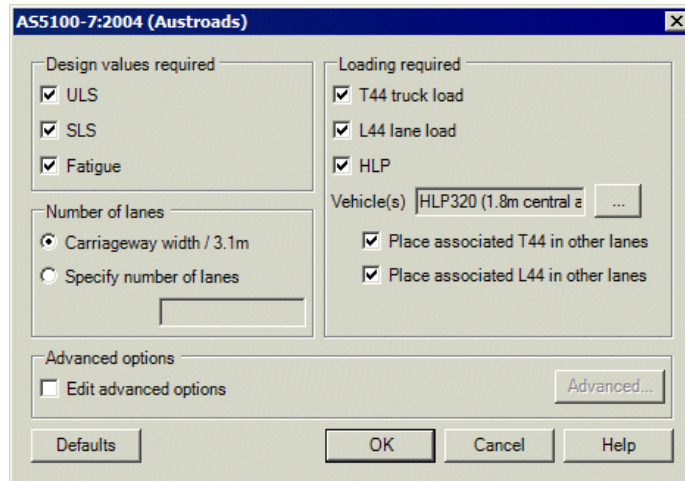 AS5100-7:2004 (Austroads)
Design values required
ULS
SLS
Fatigue
Number of lanes
Carriageway width / 3.1m
Specify number of lanes
Loading required
T44 truck load
L44 lane load
HLP
Vehicle(s) HLP320 (1.8m central a ...
Place associated T44 in other lanes
Place associated L44 in other lanes
Advanced options
Edit advanced options
Advanced...
Defaults OK Cancel Help